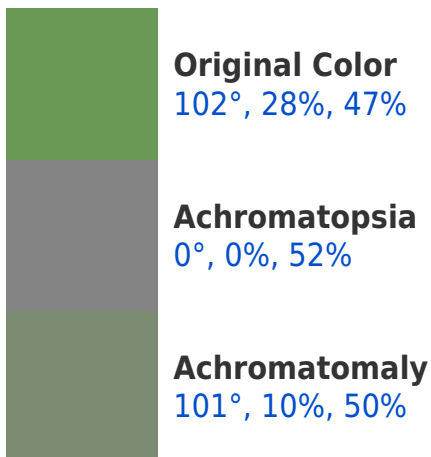 Original Color
102°, 28%, 47%
Achromatopsia
0°, 0%, 52%
Achromatomaly
101°, 10%, 50%